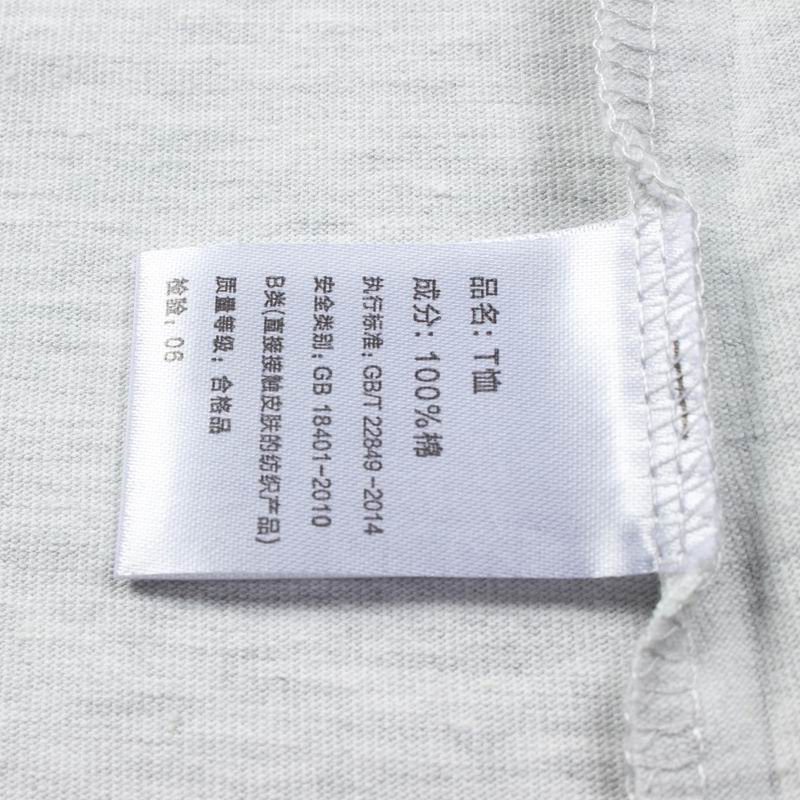 品名：T恤
成分：100%棉
执行标准：GB/T 22849-2014
安全类别：GB 18401-2010
B类(直接接触皮肤的纺织产品)
质量等级：合格品
检验：06